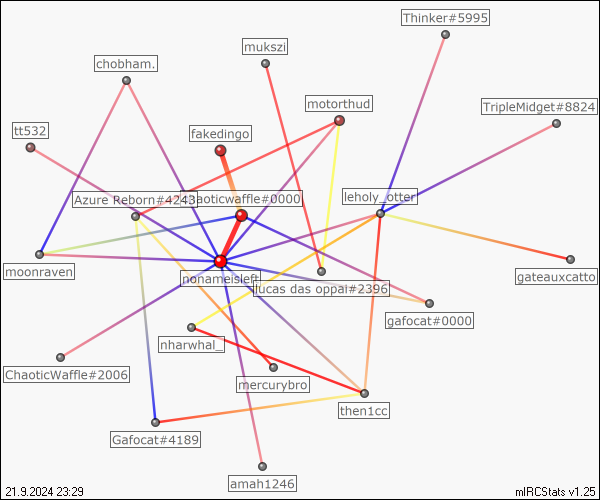 Thinker#5995
mukszi
chobham.
motorthud
TripleMidget#8824
tt532
fakedingo
leholy_otter
Azure Reborn#4243
haoticwaffle#0000
moonraven
nonameisleft
lucas das oppai#2396
gateauxcatto
gafocat#0000
nharwhal_
ChaoticWaffle#2006
mercurybro
then1cc
Gafocat#4189
amah1246
21.9.2024 23:29
mIRCStats v1.25